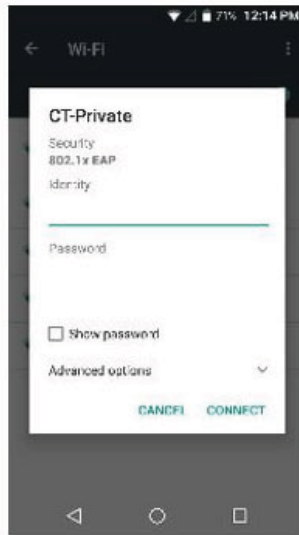 71% 12:14 PM
Wi-Fi
CT-Private
Security
802.1x EAP
Identity
Password
Show password
Advanced options
CANCEL CONNECT